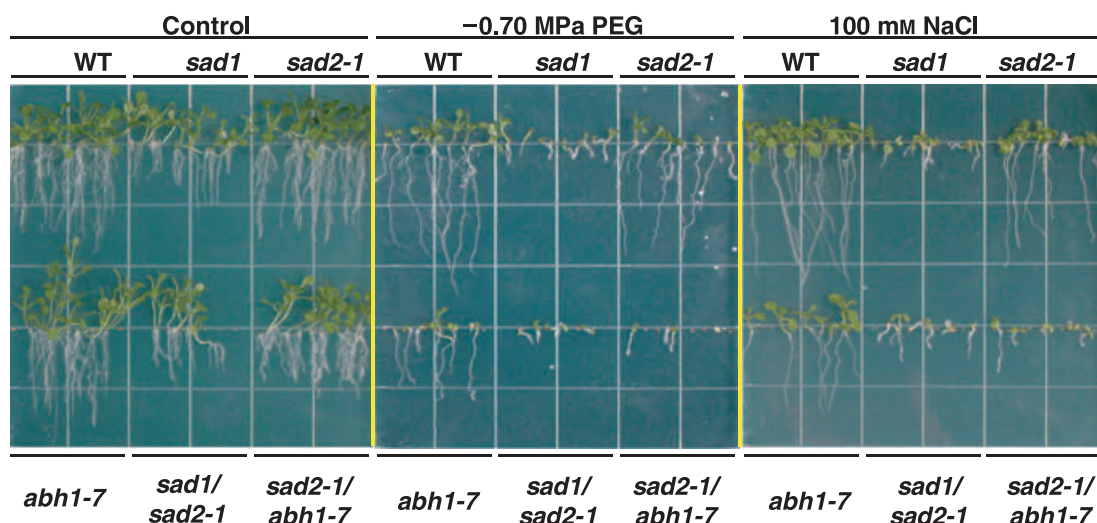 Control −0.70 MPa PEG 100 mM NaCl
WT sad1 sad2-1 WT sad1 sad2-1 WT sad1 sad2-1
abh1-7 sad1/ sad2-1/ abh1-7 sad1/ sad2-1/ abh1-7 sad1/ sad2-1/
sad2-1 abh1-7 sad2-1 abh1-7 sad2-1 abh1-7